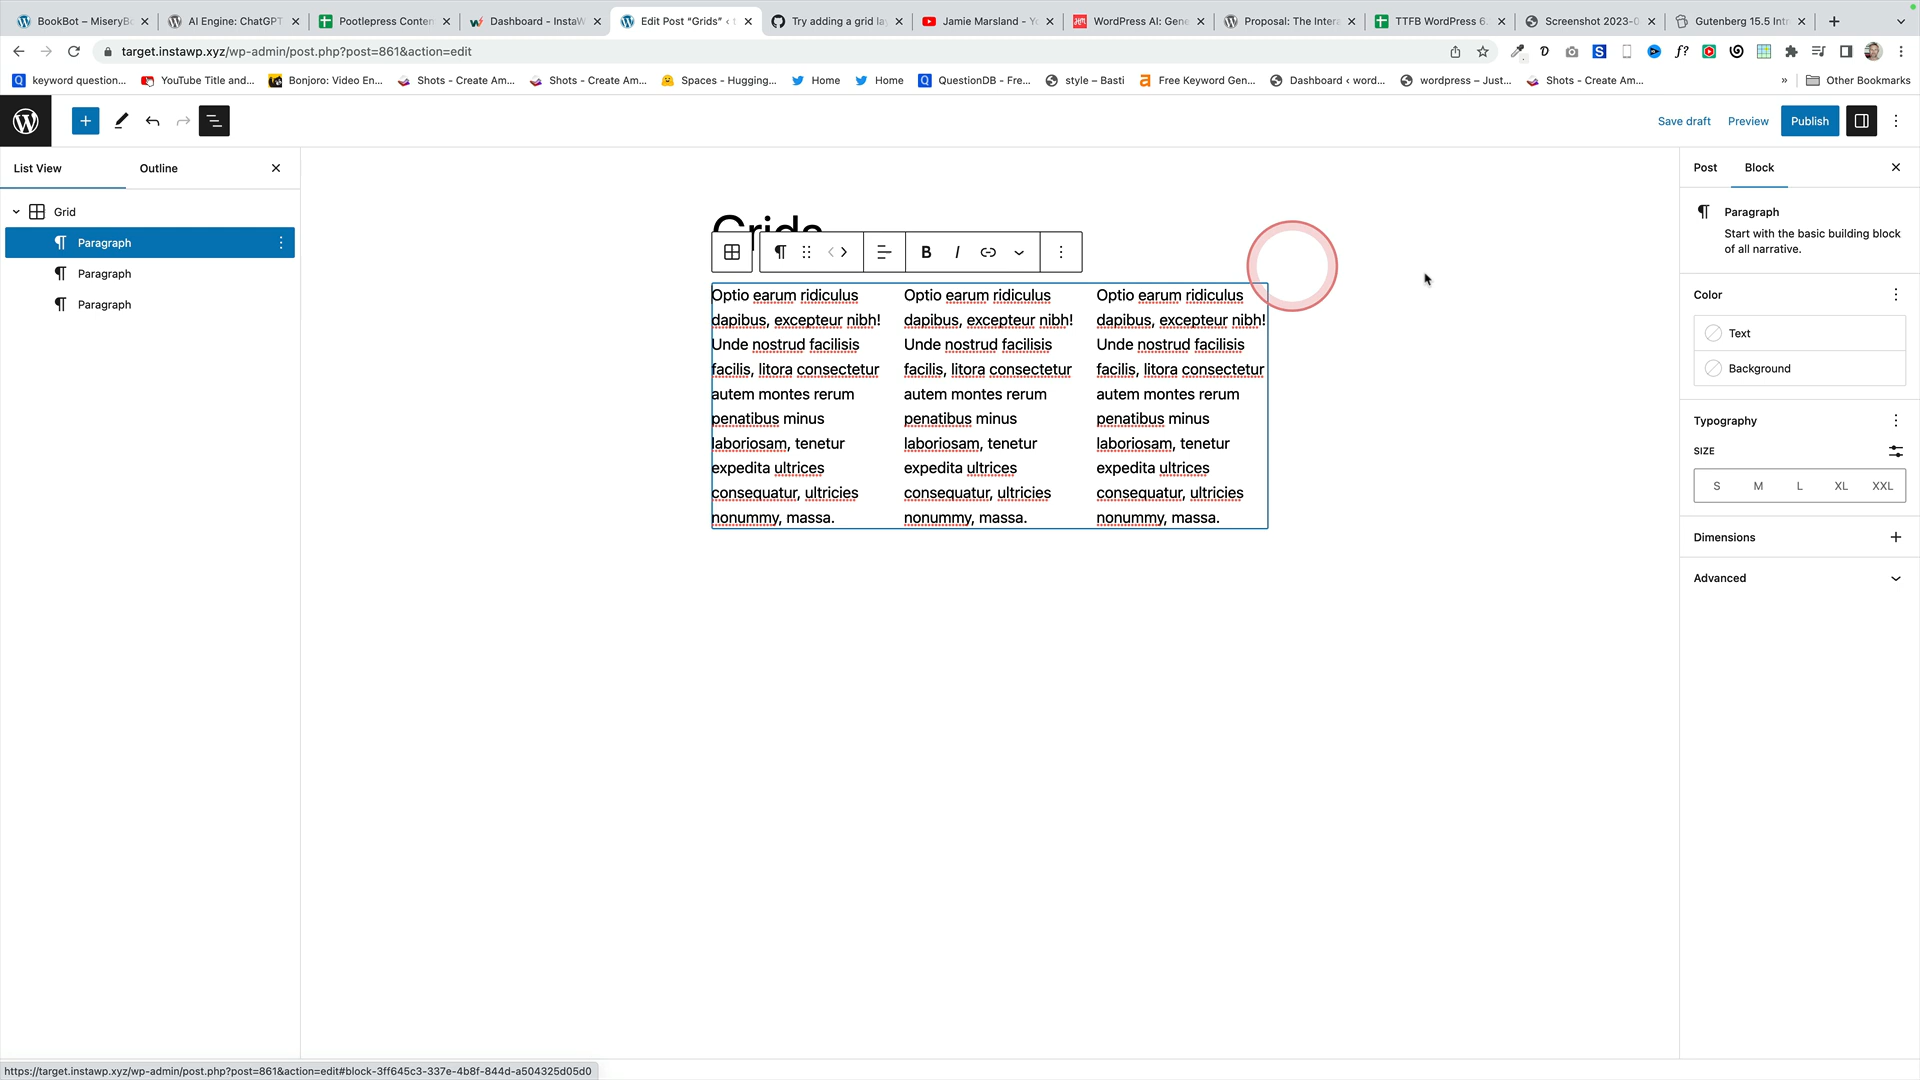 BookBot – MiseryBo
AI Engine: ChatGPT
Pootlepress Conten
Dashboard - InstaW
Edit Post “Grids” ‹ t
Try adding a grid la
Jamie Marsland - Yo
WordPress AI: Gene
Proposal: The Intera
TTFB WordPress 6.
Screenshot 2023-0
Gutenberg 15.5 Intr
target.instawp.xyz/wp-admin/post.php?post=861&action=edit
keyword question...
YouTube Title and...
Bonjoro: Video En...
Shots - Create Am...
Shots - Create Am...
Spaces - Hugging...
Home
Home
QuestionDB - Fre...
style – Basti
Free Keyword Gen...
Dashboard ‹ word...
wordpress – Just...
Shots - Create Am...
» Other Bookmarks
Save draft
Preview
Publish
List View
Outline
Grid
Paragraph
Paragraph
Paragraph
Grids
B I
Optio earum ridiculus
dapibus, excepteur nibh!
Unde nostrud facilisis
facilis, litora consectetur
autem montes rerum
penatibus minus
laboriosam, tenetur
expedita ultrices
consequatur, ultricies
nonummy, massa.
Optio earum ridiculus
dapibus, excepteur nibh!
Unde nostrud facilisis
facilis, litora consectetur
autem montes rerum
penatibus minus
laboriosam, tenetur
expedita ultrices
consequatur, ultricies
nonummy, massa.
Optio earum ridiculus
dapibus, excepteur nibh!
Unde nostrud facilisis
facilis, litora consectetur
autem montes rerum
penatibus minus
laboriosam, tenetur
expedita ultrices
consequatur, ultricies
nonummy, massa.
Post
Block
Paragraph
Start with the basic building block
of all narrative.
Color
Text
Background
Typography
SIZE
S M L XL XXL
Dimensions
Advanced
https://target.instawp.xyz/wp-admin/post.php?post=861&action=edit#block-3ff645c3-337e-4b8f-844d-a504325d05d0